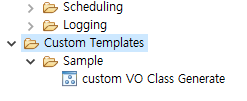 Scheduling
Logging
Custom Templates
Sample
custom VO Class Generate